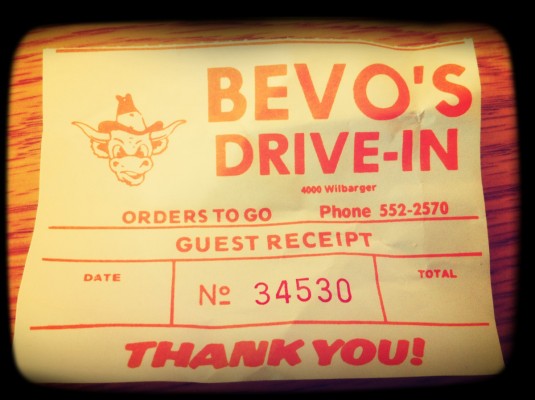 BEVO'S
DRIVE-IN
4000 Wilbarger
ORDERS TO GO Phone 552-2570
GUEST RECEIPT
DATE No 34530 TOTAL
THANK YOU!